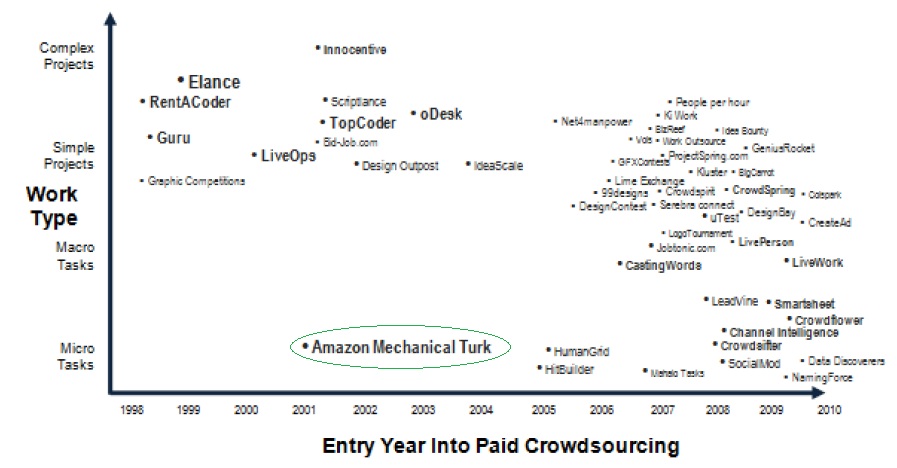 Complex
Projects
Innocentive
Elance
RentACoder
Scriptlance
oDesk
TopCoder
Guru
Bid-Job.com
LiveOps
Design Outpost
IdeaScale
Simple
Projects
Graphic Competitions
People per hour
Ki Work
Net4manpower
BizReef
Idea Bounty
Vois
Work Outsource
GeniusRocket
ProjectSpring.com
GFXContests
Kluster
BigCarrot
Lime Exchange
99designs
Crowdspirit
CrowdSpring
DesignContest
Serebra connect
uTest
DesignBay
CreateAd
Work
Type
LogoTournament
Jobtonic.com
LivePerson
Macro
Tasks
CastingWords
LiveWork
LeadVine
Smartsheet
Crowdflower
Channel Intelligence
Crowdsifter
Micro
Tasks
Amazon Mechanical Turk
HumanGrid
HitBuilder
Mahalo Tasks
SocialMod
Data Discoverers
NamingForce
1998 1999 2000 2001 2002 2003 2004 2005 2006 2007 2008 2009 2010
Entry Year Into Paid Crowdsourcing